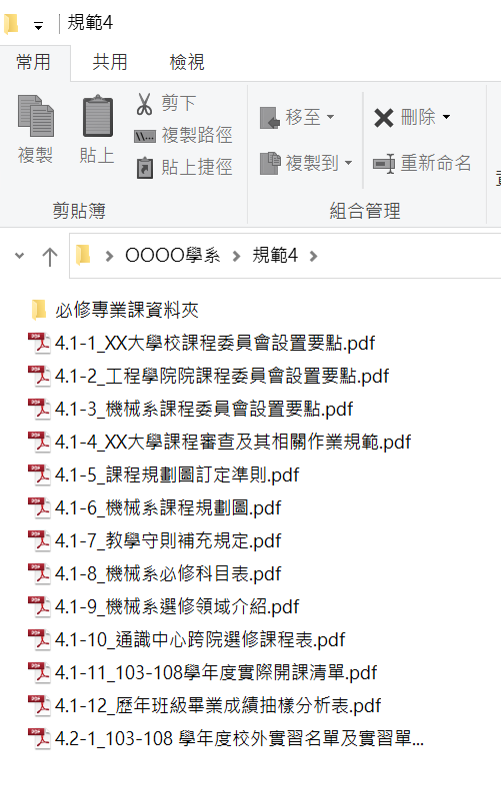 規範4
常用 共用 檢視
複製
貼上
剪下
複製路徑
貼上捷徑
剪貼簿
移至
複製到
刪除
重新命名
組合管理
OOOO學系 規範4
必修專業課資料夾
4.1-1_XX大學校課程委員會設置要點.pdf
4.1-2_工程學院院課程委員會設置要點.pdf
4.1-3_機械系課程委員會設置要點.pdf
4.1-4_XX大學課程審查及其相關作業規範.pdf
4.1-5_課程規劃圖訂定準則.pdf
4.1-6_機械系課程規劃圖.pdf
4.1-7_教學守則補充規定.pdf
4.1-8_機械系必修科目表.pdf
4.1-9_機械系選修領域介紹.pdf
4.1-10_通識中心跨院選修課程表.pdf
4.1-11_103-108學年度實際開課清單.pdf
4.1-12_歷年班級畢業成績抽樣分析表.pdf
4.2-1_103-108 學年度校外實習名單及實習單...